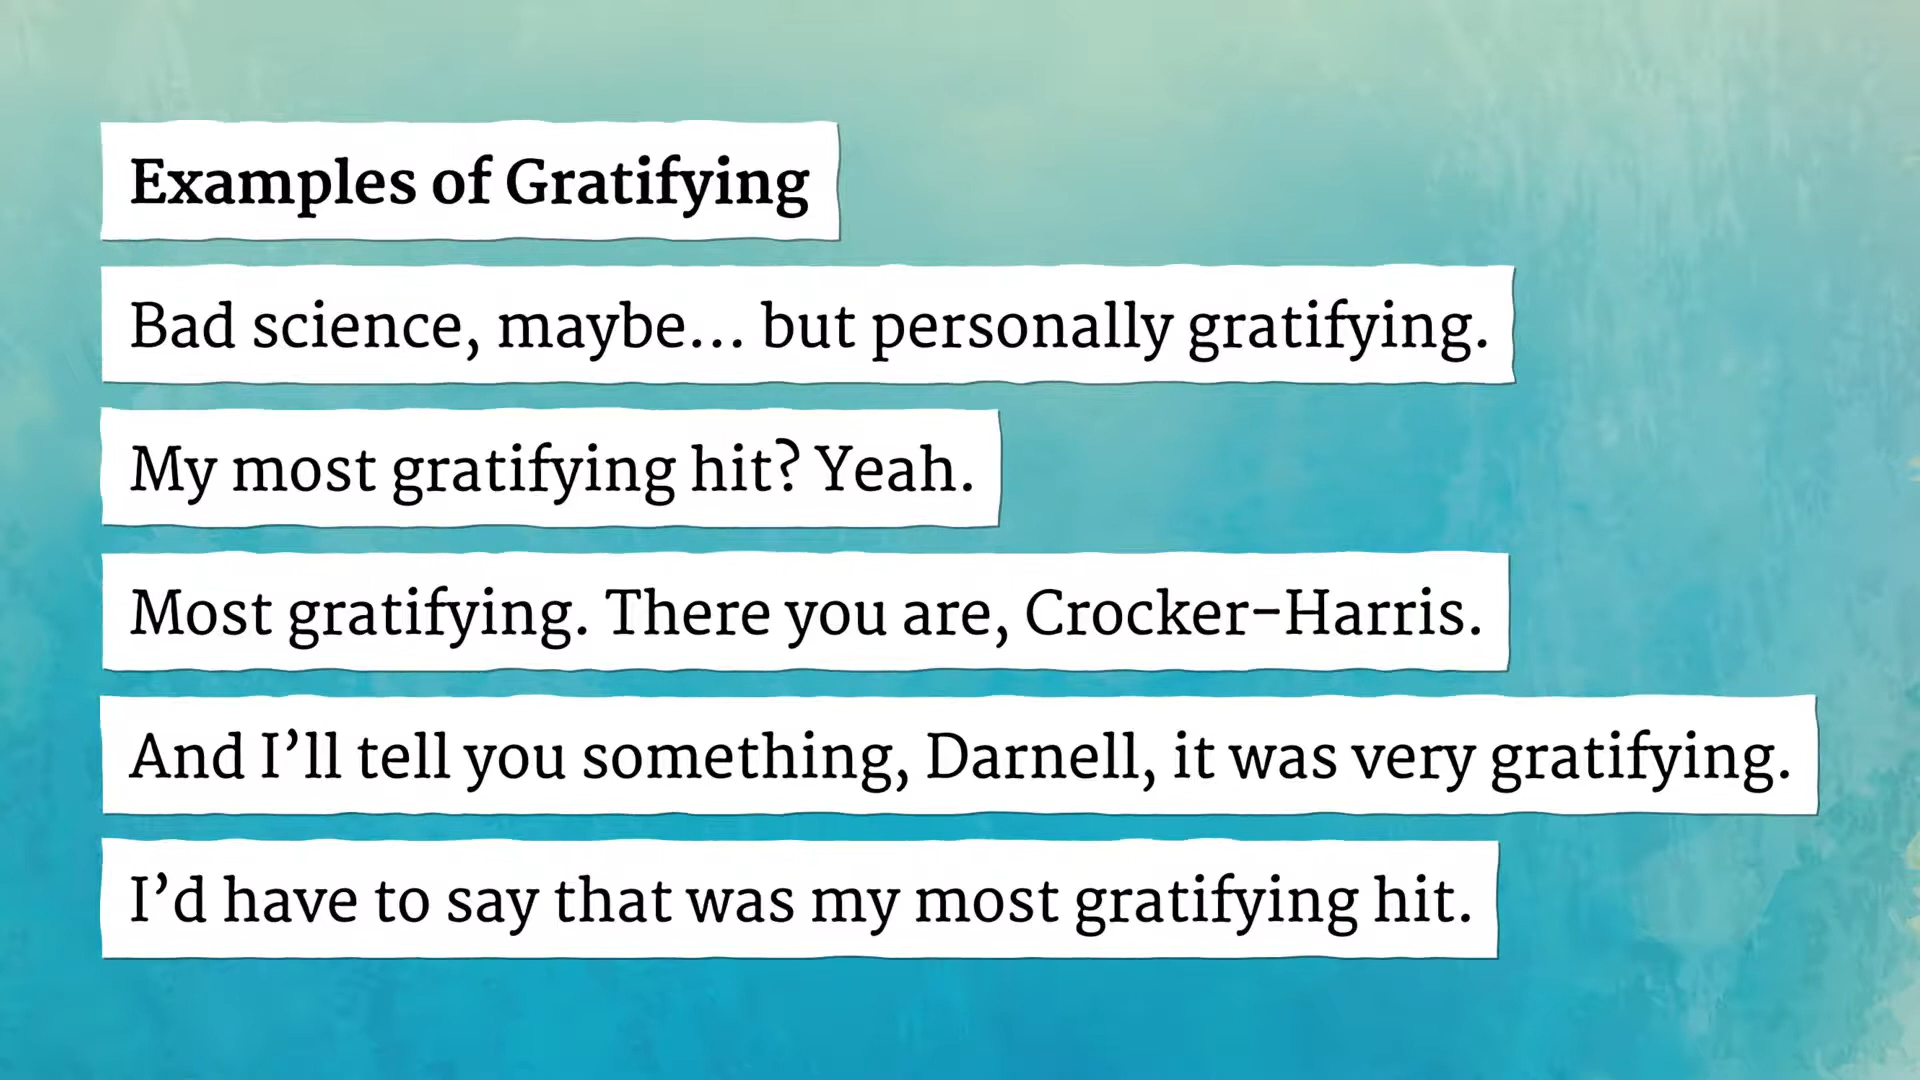 Examples of Gratifying
Bad science, maybe... but personally gratifying.
My most gratifying hit? Yeah.
Most gratifying. There you are, Crocker-Harris.
And I’ll tell you something, Darnell, it was very gratifying.
I’d have to say that was my most gratifying hit.